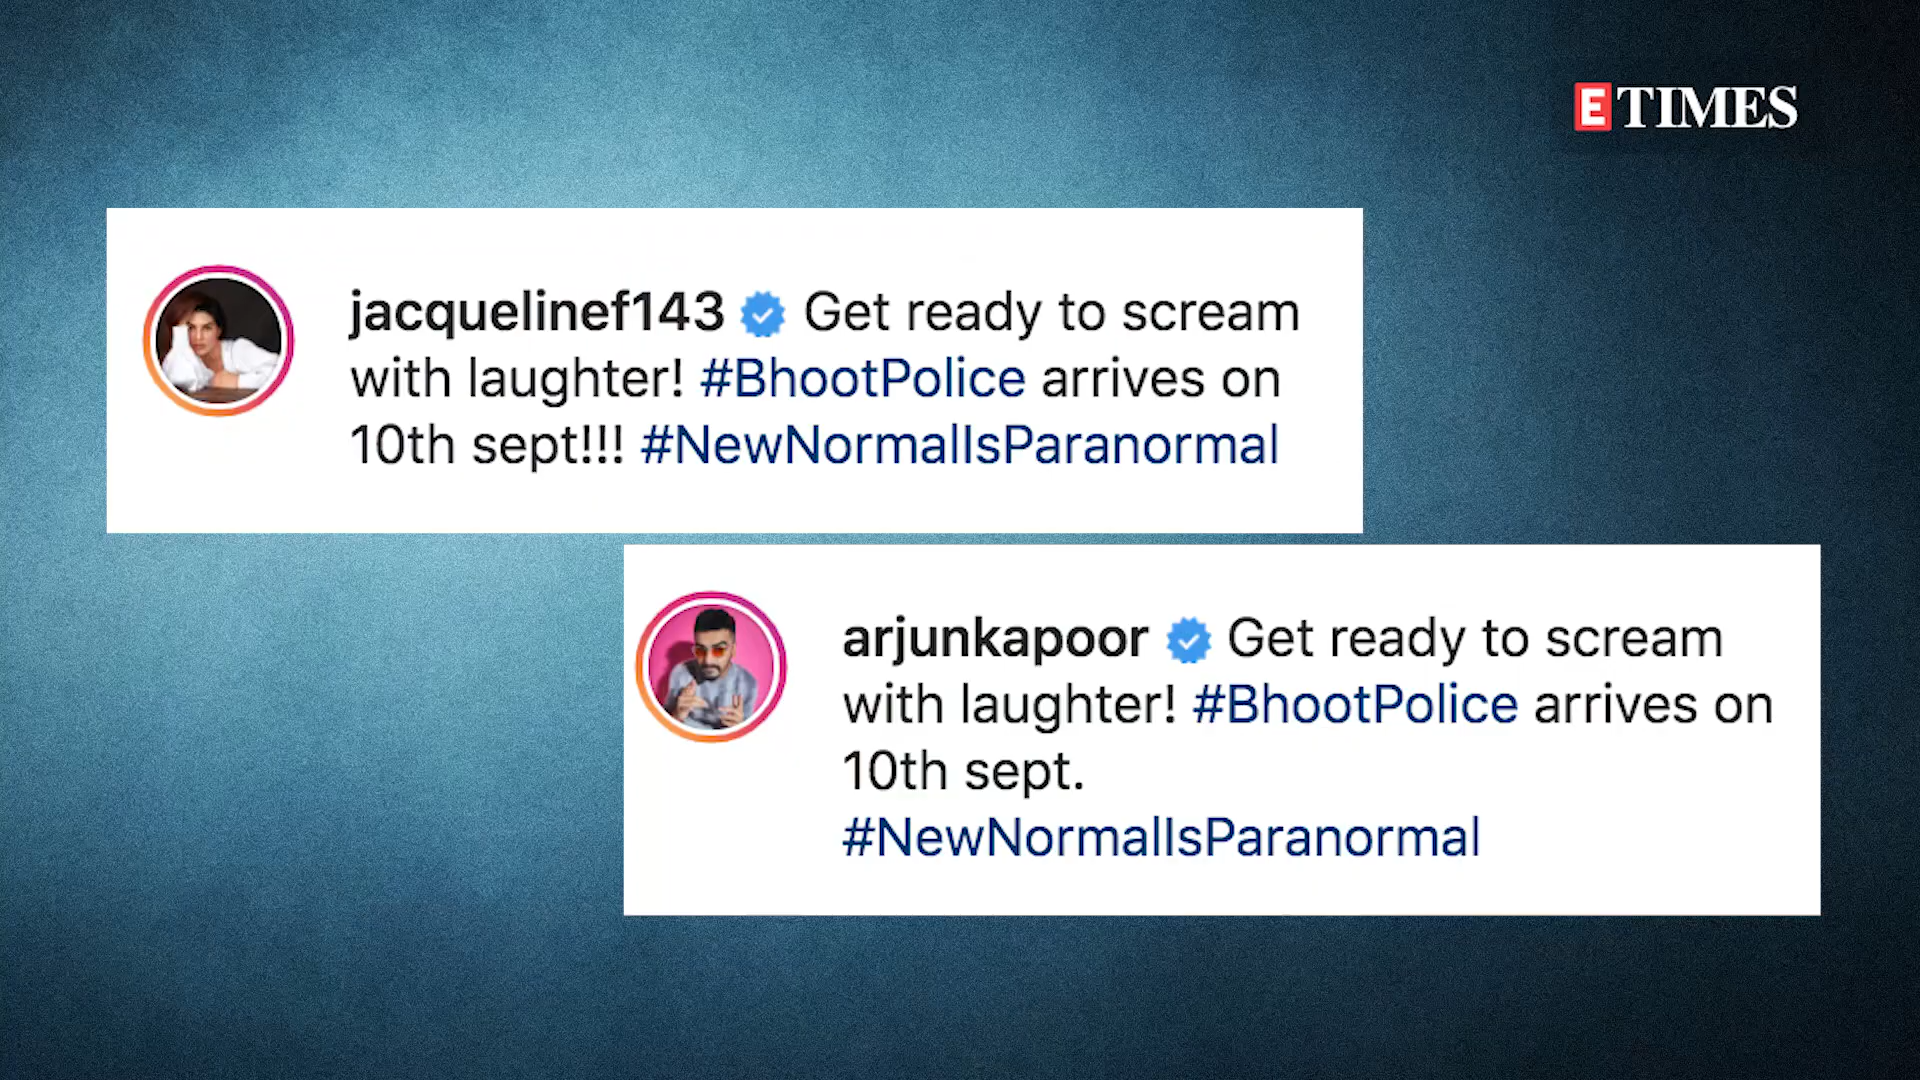 E TIMES
jacquelinef143 Get ready to scream
with laughter! #BhootPolice arrives on
10th sept!!! #NewNormalIsParanormal
arjunkapoor Get ready to scream
with laughter! #BhootPolice arrives on
10th sept.
#NewNormalIsParanormal